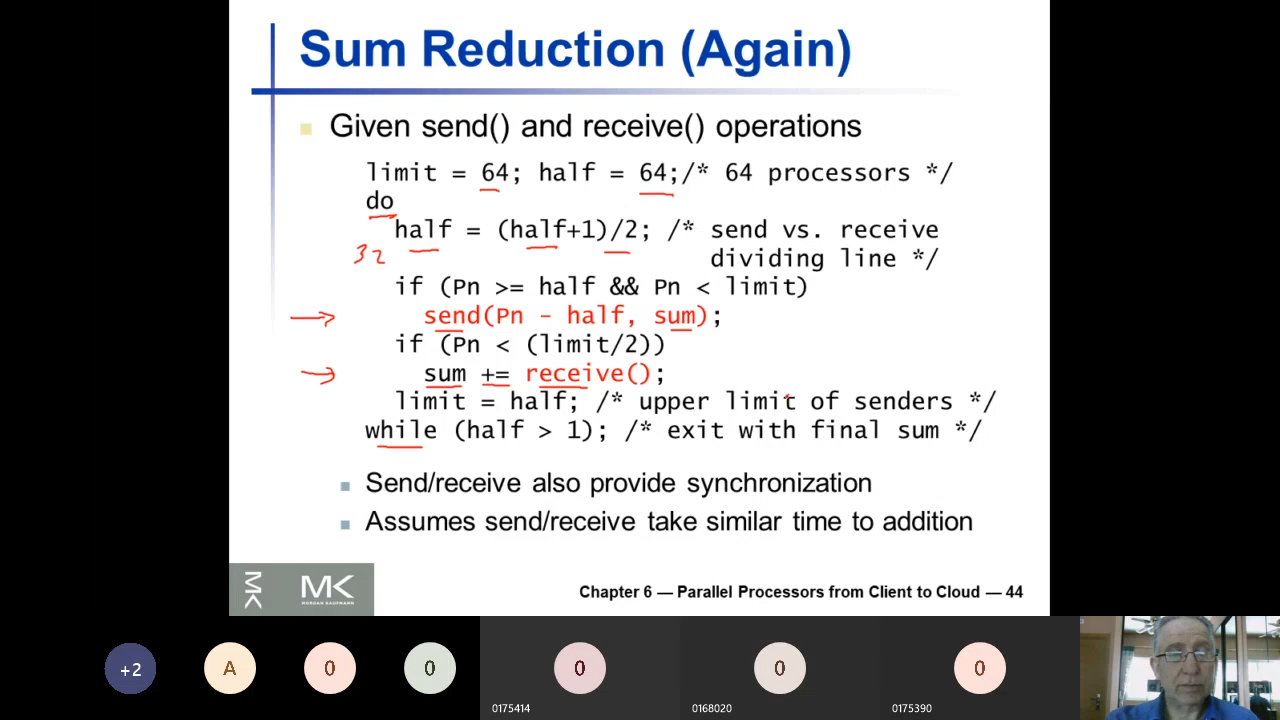 Sum Reduction (Again)
Given send() and receive() operations
limit = 64; half = 64;/* 64 processors */
do
half = (half+1)/2; /* send vs. receive
32
dividing line */
if (Pn >= half && Pn < limit)
send(Pn - half, sum);
if (Pn < (limit/2))
sum += receive();
limit = half; /* upper limit of senders */
while (half > 1); /* exit with final sum */
Send/receive also provide synchronization
Assumes send/receive take similar time to addition
MK
MK
MORGAN KAUFMANN
Chapter 6 — Parallel Processors from Client to Cloud — 44
+2
A
0
0
0
0
0
0175414
0168020
0175390